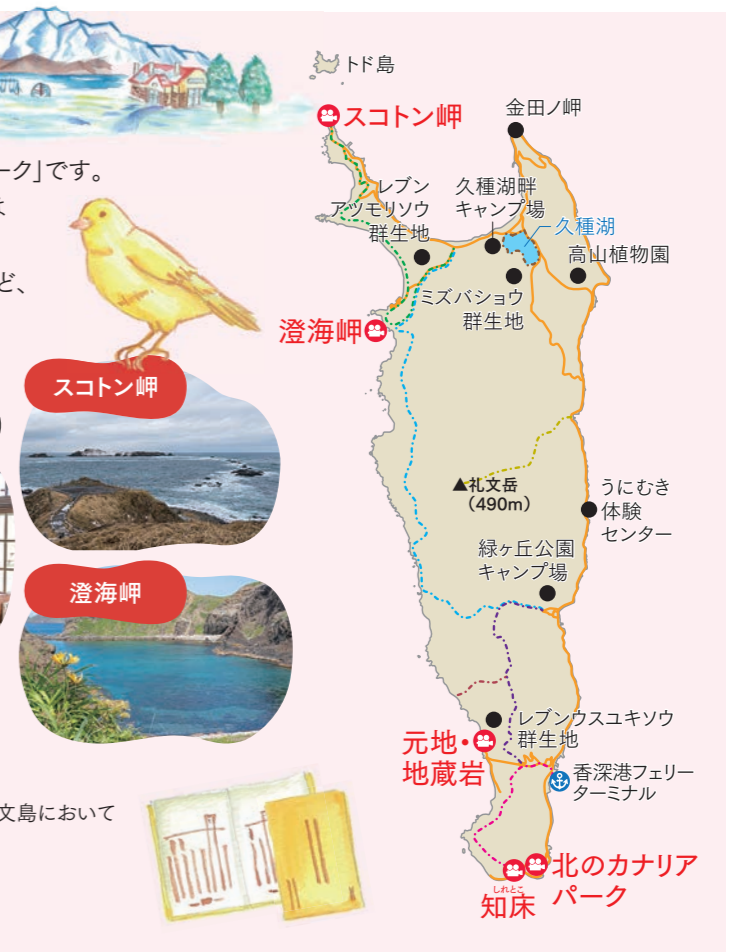 ーク」です。
は
ど、
スコトン岬
澄海岬
文島において
トド島
スコトン岬
金田ノ岬
レブン
アツモリソウ
群生地
久種湖畔
キャンプ場
久種湖
高山植物園
ミズバショウ
群生地
澄海岬
▲礼文岳
（490m）
うにむき
体験
センター
緑ヶ丘公園
キャンプ場
レブンウスユキソウ
群生地
元地・
地蔵岩
香深港フェリー
ターミナル
北のカナリア
パーク
しれとこ
知床